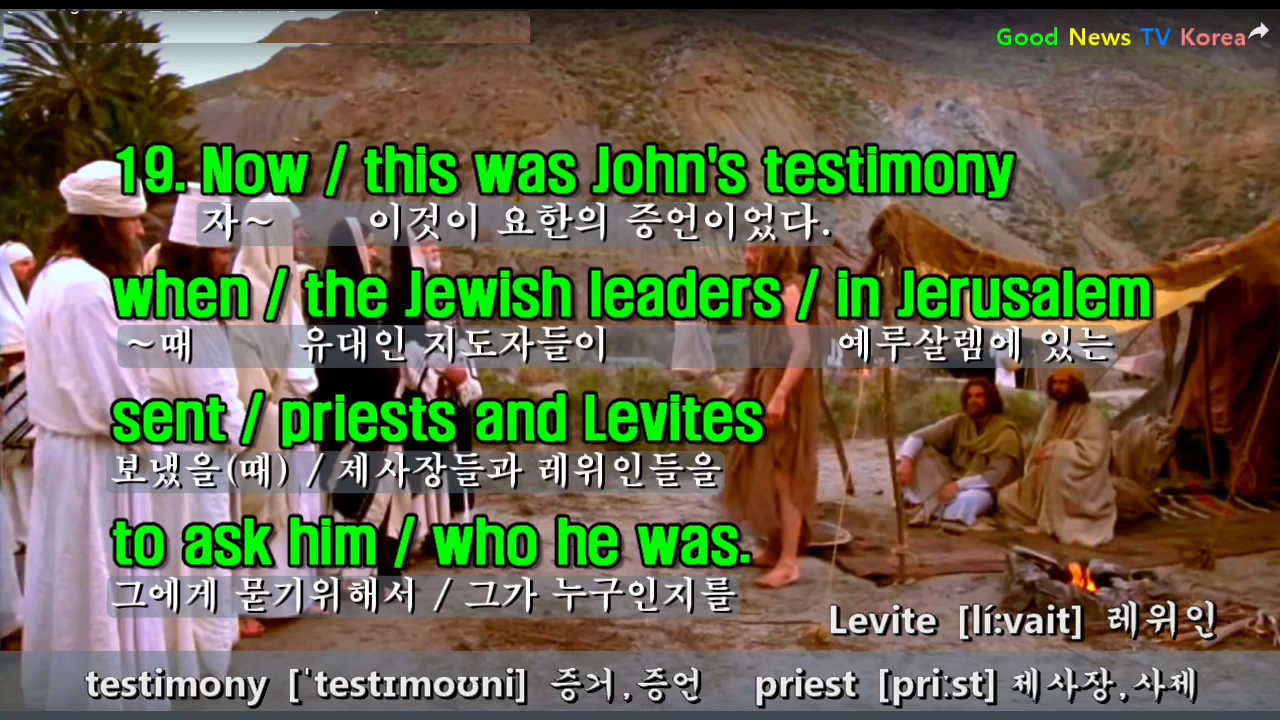 Good News TV Korea
19. Now / this was John's testimony
자~ 이것이 요한의 증언이었다.
when / the Jewish leaders / in Jerusalem
~때 유대인 지도자들이 예루살렘에 있는
sent / priests and Levites
보냈을(때) / 제사장들과 레위인들을
to ask him / who he was.
그에게 묻기위해서 / 그가 누구인지를
Levite [lí:vait] 레위인
testimony [ˈtestɪmoʊni] 증거,증언 priest [pri:st] 제사장,사제